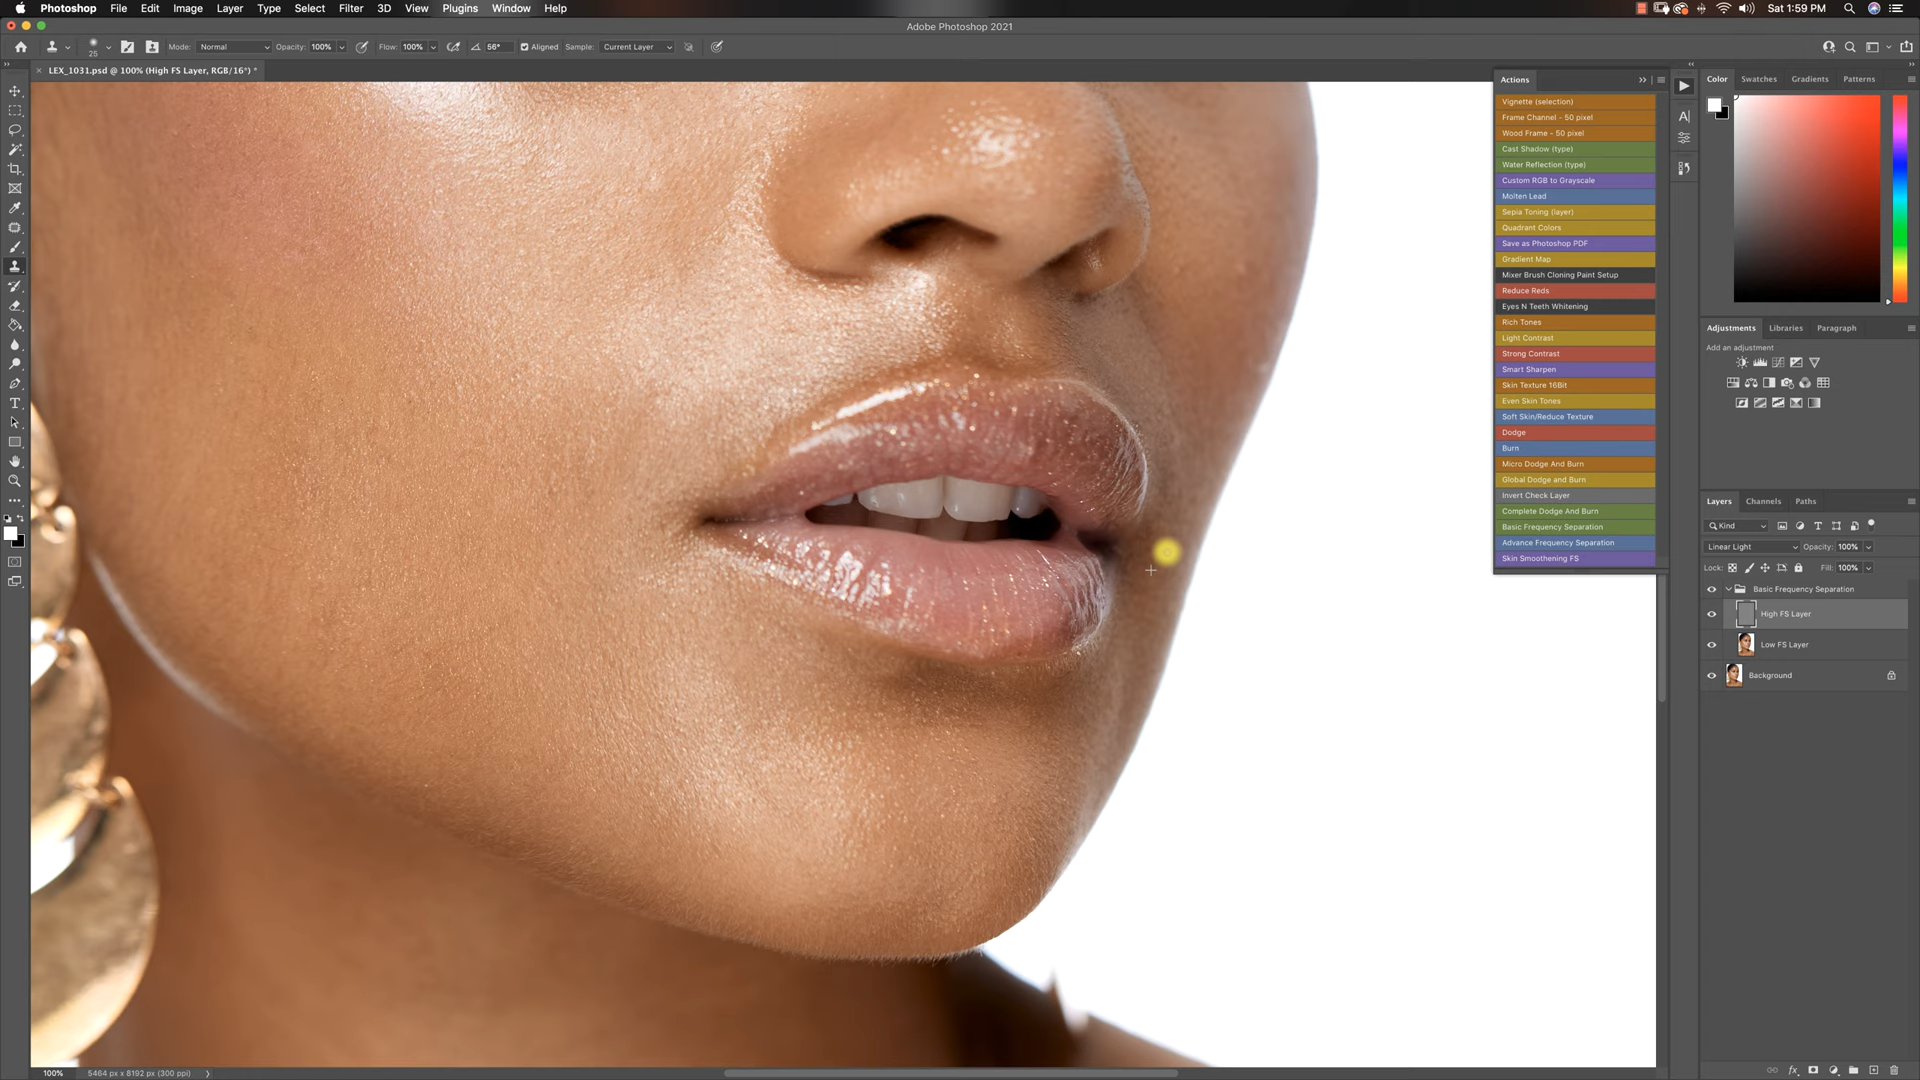 Photoshop File Edit Image Layer Type Select Filter 3D View Plugins Window Help
Sat 1:59 PM
Adobe Photoshop 2021
25
Mode: Normal
Opacity: 100%
Flow: 100%
56°
Aligned
Sample: Current Layer
LEX_1031.psd @ 100% (High FS Layer, RGB/16*) *
Actions
Vignette (selection)
Frame Channel - 50 pixel
Wood Frame - 50 pixel
Cast Shadow (type)
Water Reflection (type)
Custom RGB to Grayscale
Molten Lead
Sepia Toning (layer)
Quadrant Colors
Save as Photoshop PDF
Gradient Map
Mixer Brush Cloning Paint Setup
Reduce Reds
Eyes N Teeth Whitening
Rich Tones
Light Contrast
Strong Contrast
Smart Sharpen
Skin Texture 16Bit
Even Skin Tones
Soft Skin/Reduce Texture
Dodge
Burn
Micro Dodge And Burn
Global Dodge and Burn
Invert Check Layer
Complete Dodge And Burn
Basic Frequency Separation
Advance Frequency Separation
Skin Smoothening FS
Color Swatches Gradients Patterns
Adjustments Libraries Paragraph
Add an adjustment
Layers Channels Paths
Kind
Linear Light
Opacity: 100%
Lock:
Fill: 100%
Basic Frequency Separation
High FS Layer
Low FS Layer
Background
100%
5464 px x 8192 px (300 ppi)